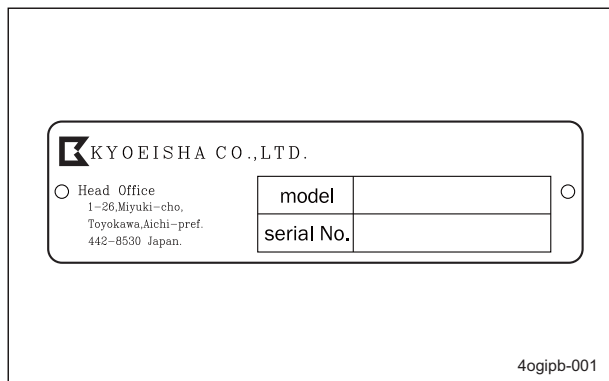 KYOEISHA CO.,LTD.
Head Office
1-26,Miyuki-cho,
Toyokawa,Aichi-pref.
442-8530 Japan.
model
serial No.
4ogipb-001